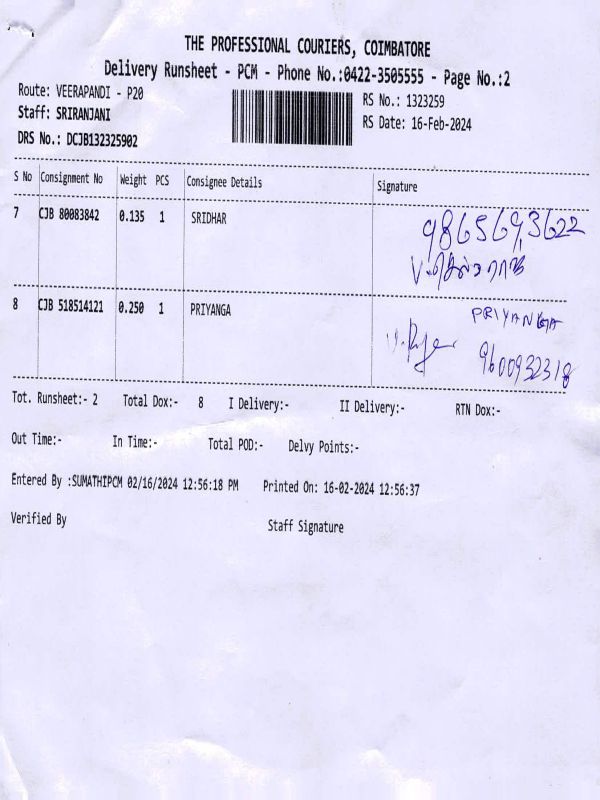 THE PROFESSIONAL COURIERS, COIMBATORE
Delivery Runsheet - PCM - Phone No.:0422-3505555 - Page No.:2
Route: VEERAPANDI - P20 RS No.: 1323259
Staff: SRIRANJANI RS Date: 16-Feb-2024
DRS No.: DCJB132325902
S No Consignment No Weight PCS Consignee Details Signature
7 CJB 80083842 0.135 1 SRIDHAR 9865693622
V.செல்வராஜ்
8 CJB 518514121 0.250 1 PRIYANGA PRIYANGA
9600932318
Tot. Runsheet:- 2 Total Dox:- 8 I Delivery:- II Delivery:- RTN Dox:-
Out Time:- In Time:- Total POD:- Delvy Points:-
Entered By :SUMATHIPCM 02/16/2024 12:56:18 PM Printed On: 16-02-2024 12:56:37
Verified By Staff Signature